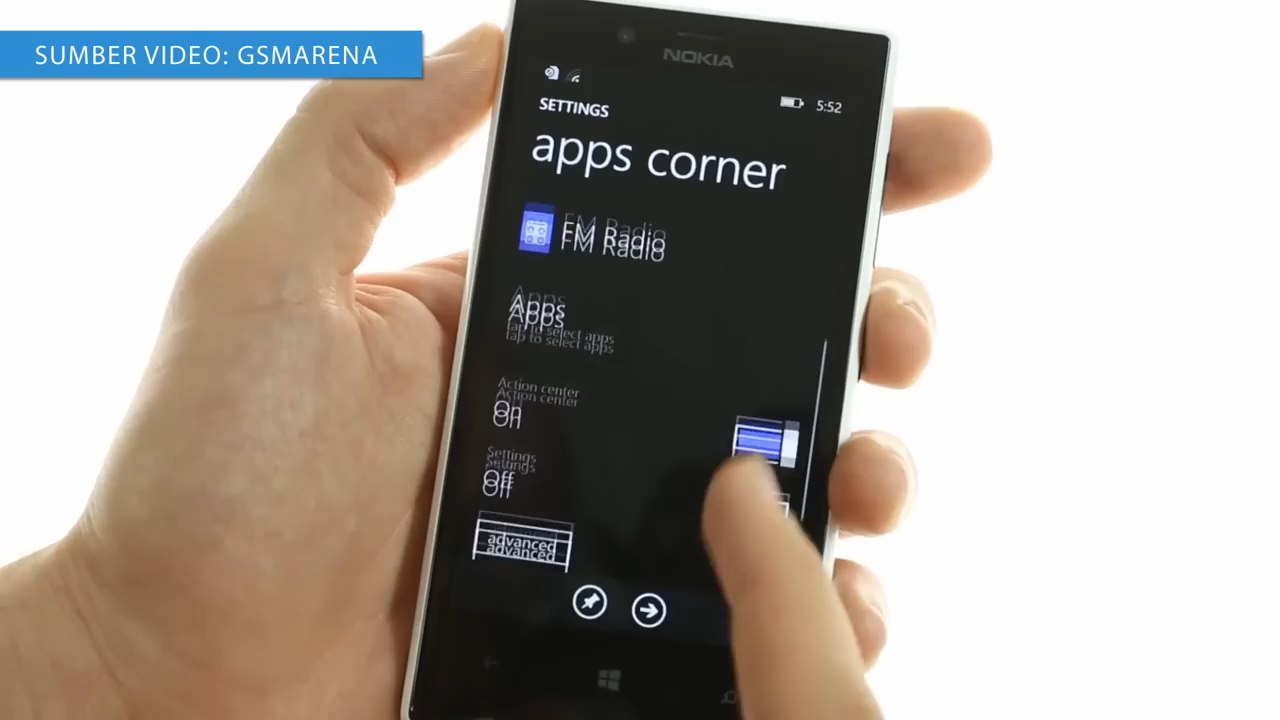 SUMBER VIDEO: GSMARENA
NOKIA
5:52
SETTINGS
apps corner
FM Radio
Apps
tap to select apps
Action center
On
Settings
Off
advanced